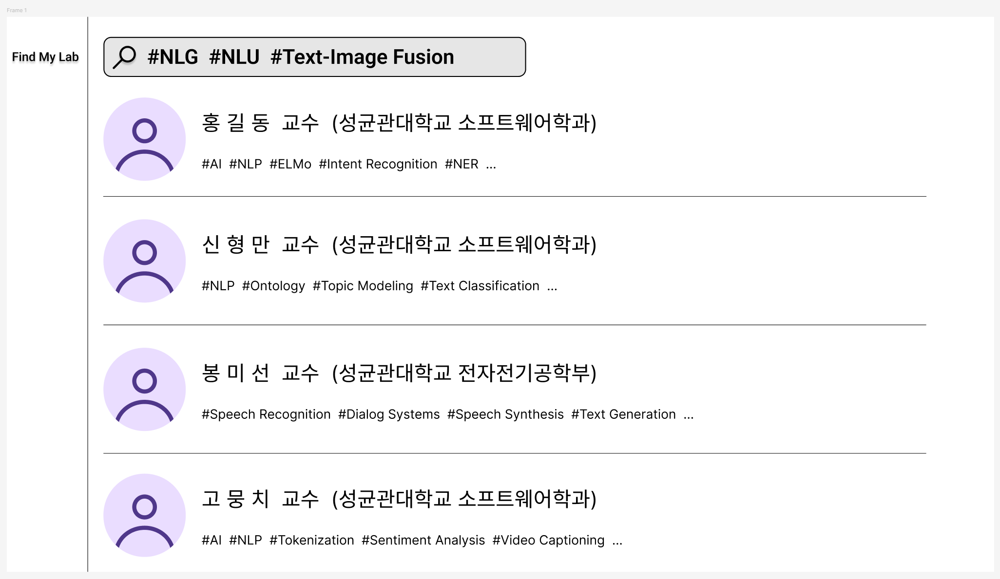 Frame 1
Find My Lab
#NLG #NLU #Text-Image Fusion
홍 길 동 교수 (성균관대학교 소프트웨어학과)
#AI #NLP #ELMo #Intent Recognition #NER ...
신 형 만 교수 (성균관대학교 소프트웨어학과)
#NLP #Ontology #Topic Modeling #Text Classification ...
봉 미 선 교수 (성균관대학교 전자전기공학부)
#Speech Recognition #Dialog Systems #Speech Synthesis #Text Generation ...
고 뭉 치 교수 (성균관대학교 소프트웨어학과)
#AI #NLP #Tokenization #Sentiment Analysis #Video Captioning ...